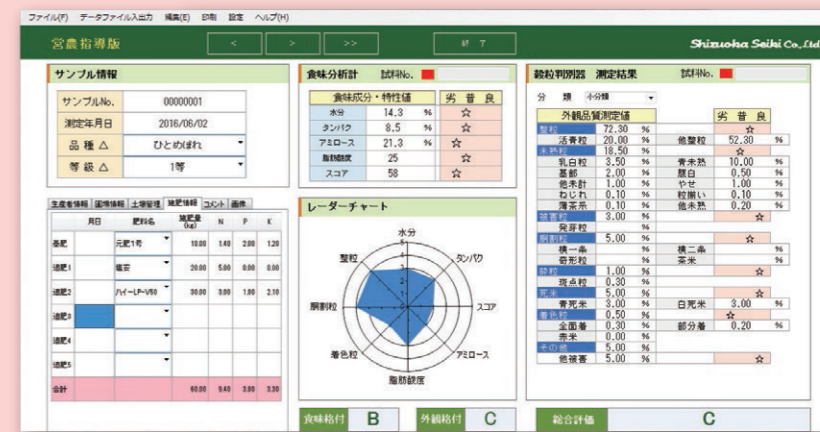 ファイル(F) データファイル入出力 編集(E) 印刷 設定 ヘルプ(H)
営農指導版 < > >> 終 了 Shizuoka Seiki Co.,Ltd
サンプル情報
サンプルNo. 00000001
測定年月日 2016/06/02
品 種 △ ひとめぼれ
等 級 △ 1等
生産者情報 圃場情報 土壌管理 施肥情報 コメント 画像
月日 肥料名 施肥量(kg) N P K
基肥 元肥1号 10.00 1.40 2.00 1.20
追肥1 塩安 20.00 5.00 0.00 0.00
追肥2 ハイ-LP-V50 30.00 3.00 1.80 2.10
追肥3
追肥4
追肥5
合計 60.00 9.40 3.80 3.30
食味分析計 試料No.
食味成分・特性値 劣 普 良
水分 14.3 % ☆
タンパク 8.5 % ☆
アミロース 21.3 % ☆
脂肪酸度 25 ☆
スコア 58 ☆
レーダーチャート
水分
タンパク
スコア
アミロース
脂肪酸度
着色粒
胴割粒
整粒
5
4
3
2
1
0
食味格付 B 外観格付 C
穀粒判別器 測定結果 試料No.
分 類 小分類
外観品質測定値 劣 普 良
整粒 72.30 % ☆
活青粒 20.00 % 他整粒 52.30 %
未熟粒 18.50 % ☆
乳白粒 3.50 % 青未熟 10.00 %
基部 2.00 % 腹白 0.50 %
他未計 1.00 % やせ 1.00 %
ねじれ 0.10 % 粒揃い 0.10 %
薄茶系 0.10 % 他未熟 0.20 %
被害粒 3.00 % ☆
発芽粒 %
胴割粒 5.00 % ☆
横一条 % 横二条 %
奇形粒 % 茶米 %
砕粒 1.00 % ☆
斑点粒 0.30 %
死米 5.00 % ☆
青死米 3.00 % 白死米 3.00 %
着色粒 0.50 % ☆
全面着 0.30 % 部分着 0.20 %
赤米 0.00 %
その他 5.00 %
他被害 5.00 % ☆
総合評価 C